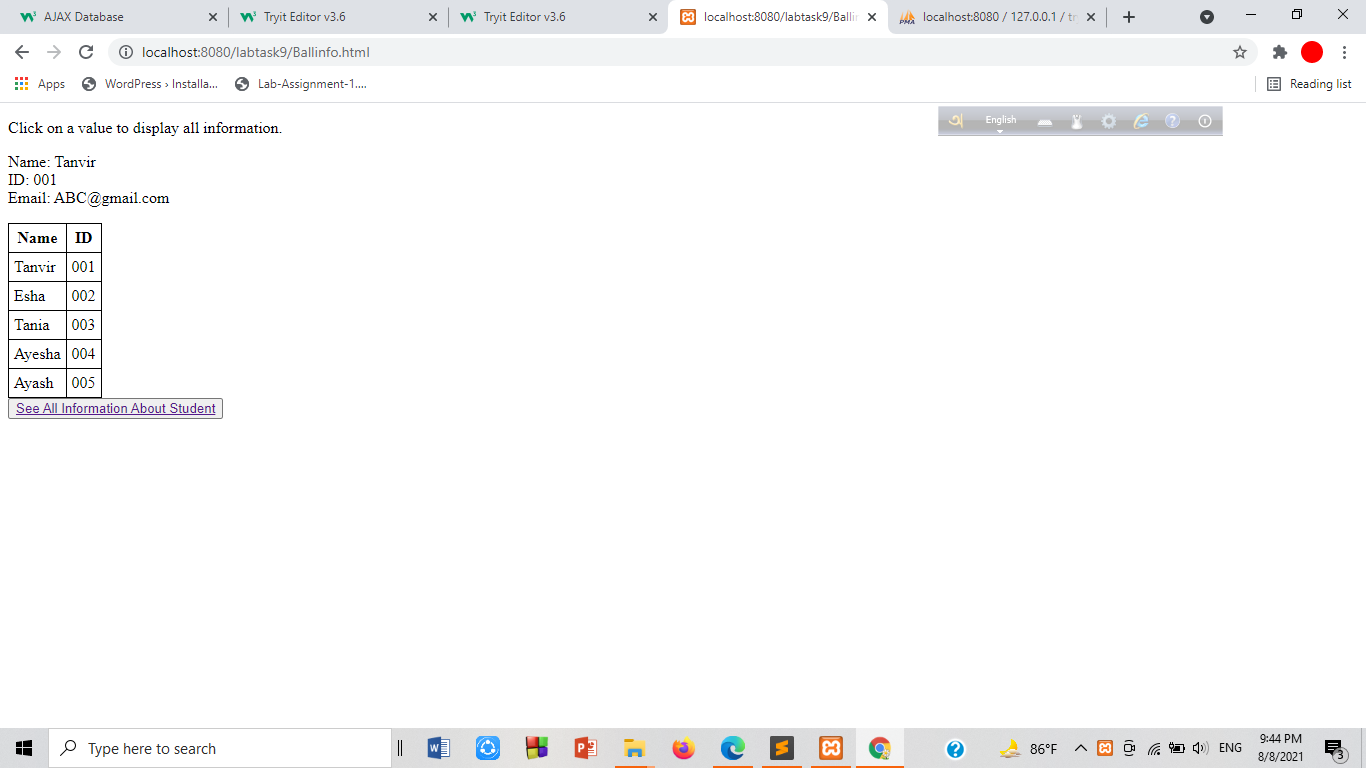 AJAX Database
Tryit Editor v3.6
Tryit Editor v3.6
localhost:8080/labtask9/Ballin
localhost:8080 / 127.0.0.1 / tr
localhost:8080/labtask9/Ballinfo.html
Apps
WordPress › Installa...
Lab-Assignment-1....
Reading list
English
Click on a value to display all information.
Name: Tanvir
ID: 001
Email: ABC@gmail.com
Name ID
Tanvir 001
Esha 002
Tania 003
Ayesha 004
Ayash 005
See All Information About Student
Type here to search
86°F
ENG
9:44 PM
8/8/2021
3